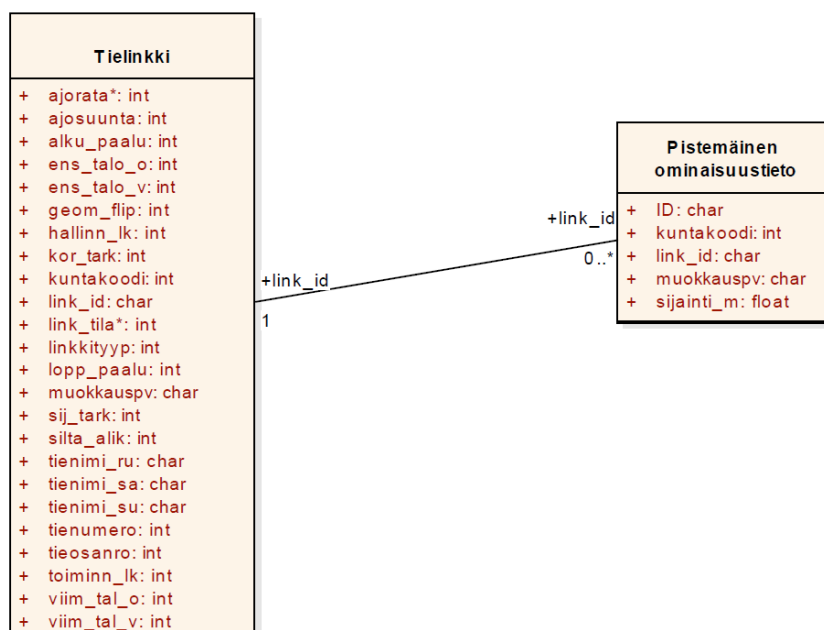 Tielinkki
+ ajorata*: int
+ ajosuunta: int
+ alku_paalu: int
+ ens_talo_o: int
+ ens_talo_v: int
+ geom_flip: int
+ hallinn_lk: int
+ kor_tark: int
+ kuntakoodi: int
+ link_id: char
+ link_tila*: int
+ linkkityyp: int
+ lopp_paalu: int
+ muokkauspv: char
+ sij_tark: int
+ silta_alik: int
+ tienimi_ru: char
+ tienimi_sa: char
+ tienimi_su: char
+ tienumero: int
+ tieosanro: int
+ toiminn_lk: int
+ viim_tal_o: int
+ viim_tal_v: int
+link_id
1
+link_id
0..*
Pistemäinen
ominaisuustieto
+ ID: char
+ kuntakoodi: int
+ link_id: char
+ muokkauspv: char
+ sijainti_m: float